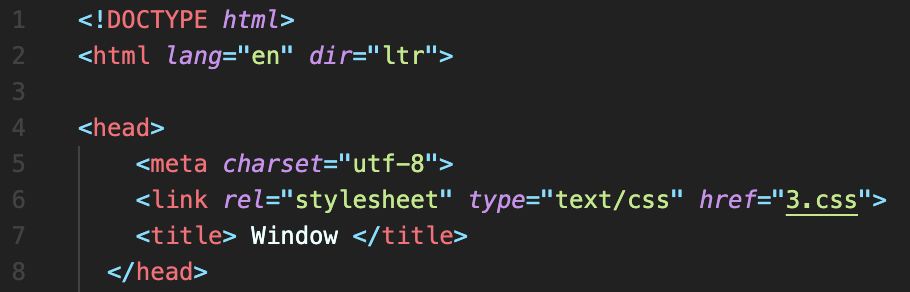 1 <!DOCTYPE html>
2 <html lang="en" dir="ltr">
3
4 <head>
5 <meta charset="utf-8">
6 <link rel="stylesheet" type="text/css" href="3.css">
7 <title> Window </title>
8 </head>